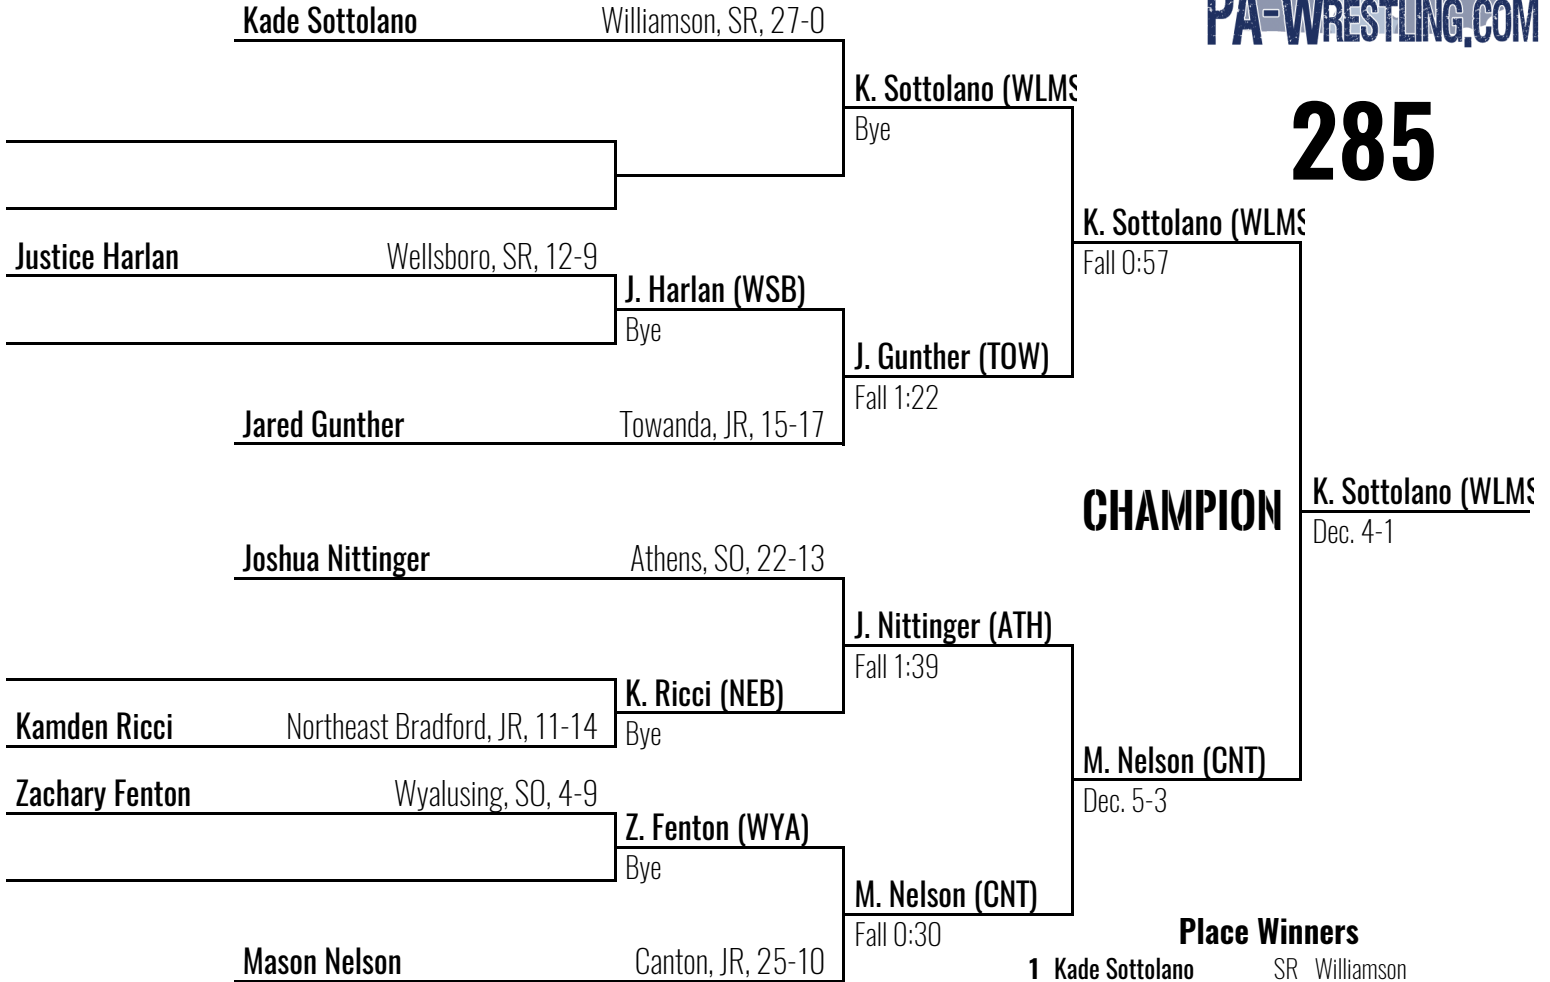 Kade Sottolano Williamson, SR, 27-0
PA-WRESTLING.COM
K. Sottolano (WLMS
Bye
285
K. Sottolano (WLMS
Fall 0:57
Justice Harlan Wellsboro, SR, 12-9
J. Harlan (WSB)
Bye
J. Gunther (TOW)
Fall 1:22
Jared Gunther Towanda, JR, 15-17
CHAMPION
K. Sottolano (WLMS
Dec. 4-1
Joshua Nittinger Athens, SO, 22-13
J. Nittinger (ATH)
Fall 1:39
K. Ricci (NEB)
Kamden Ricci Northeast Bradford, JR, 11-14
Bye
M. Nelson (CNT)
Dec. 5-3
Zachary Fenton Wyalusing, SO, 4-9
Z. Fenton (WYA)
Bye
M. Nelson (CNT)
Fall 0:30
Place Winners
Mason Nelson Canton, JR, 25-10
1 Kade Sottolano SR Williamson